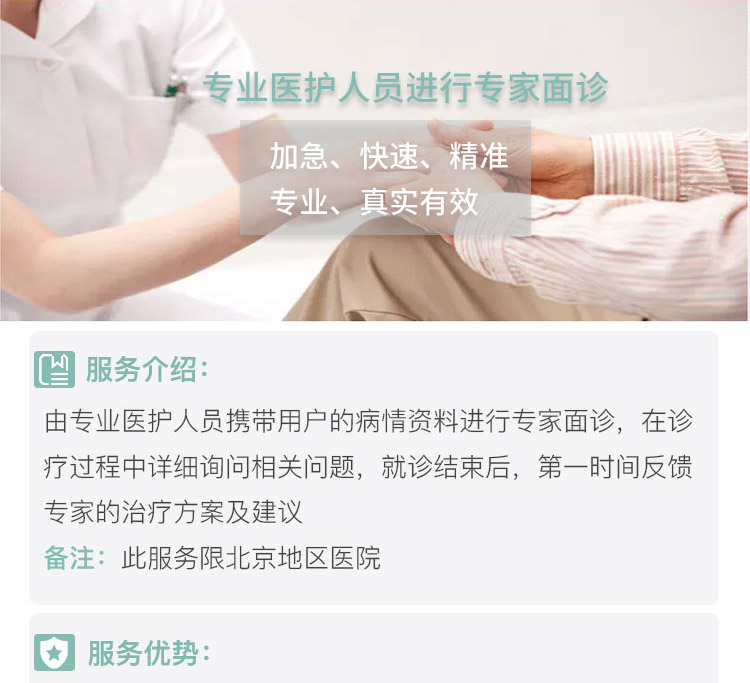 专业医护人员进行专家面诊
加急、快速、精准
专业、真实有效
服务介绍：
由专业医护人员携带用户的病情资料进行专家面诊，在诊
疗过程中详细询问相关问题，就诊结束后，第一时间反馈
专家的治疗方案及建议
备注：此服务限北京地区医院
服务优势：